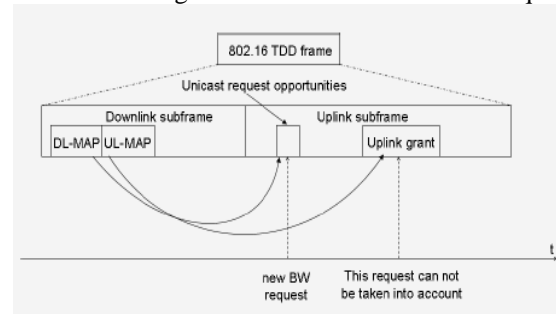 802.16 TDD frame
Unicast request opportunities
Downlink subframe
Uplink subframe
DL-MAP
UL-MAP
Uplink grant
t
new BW
request
This request can not
be taken into account